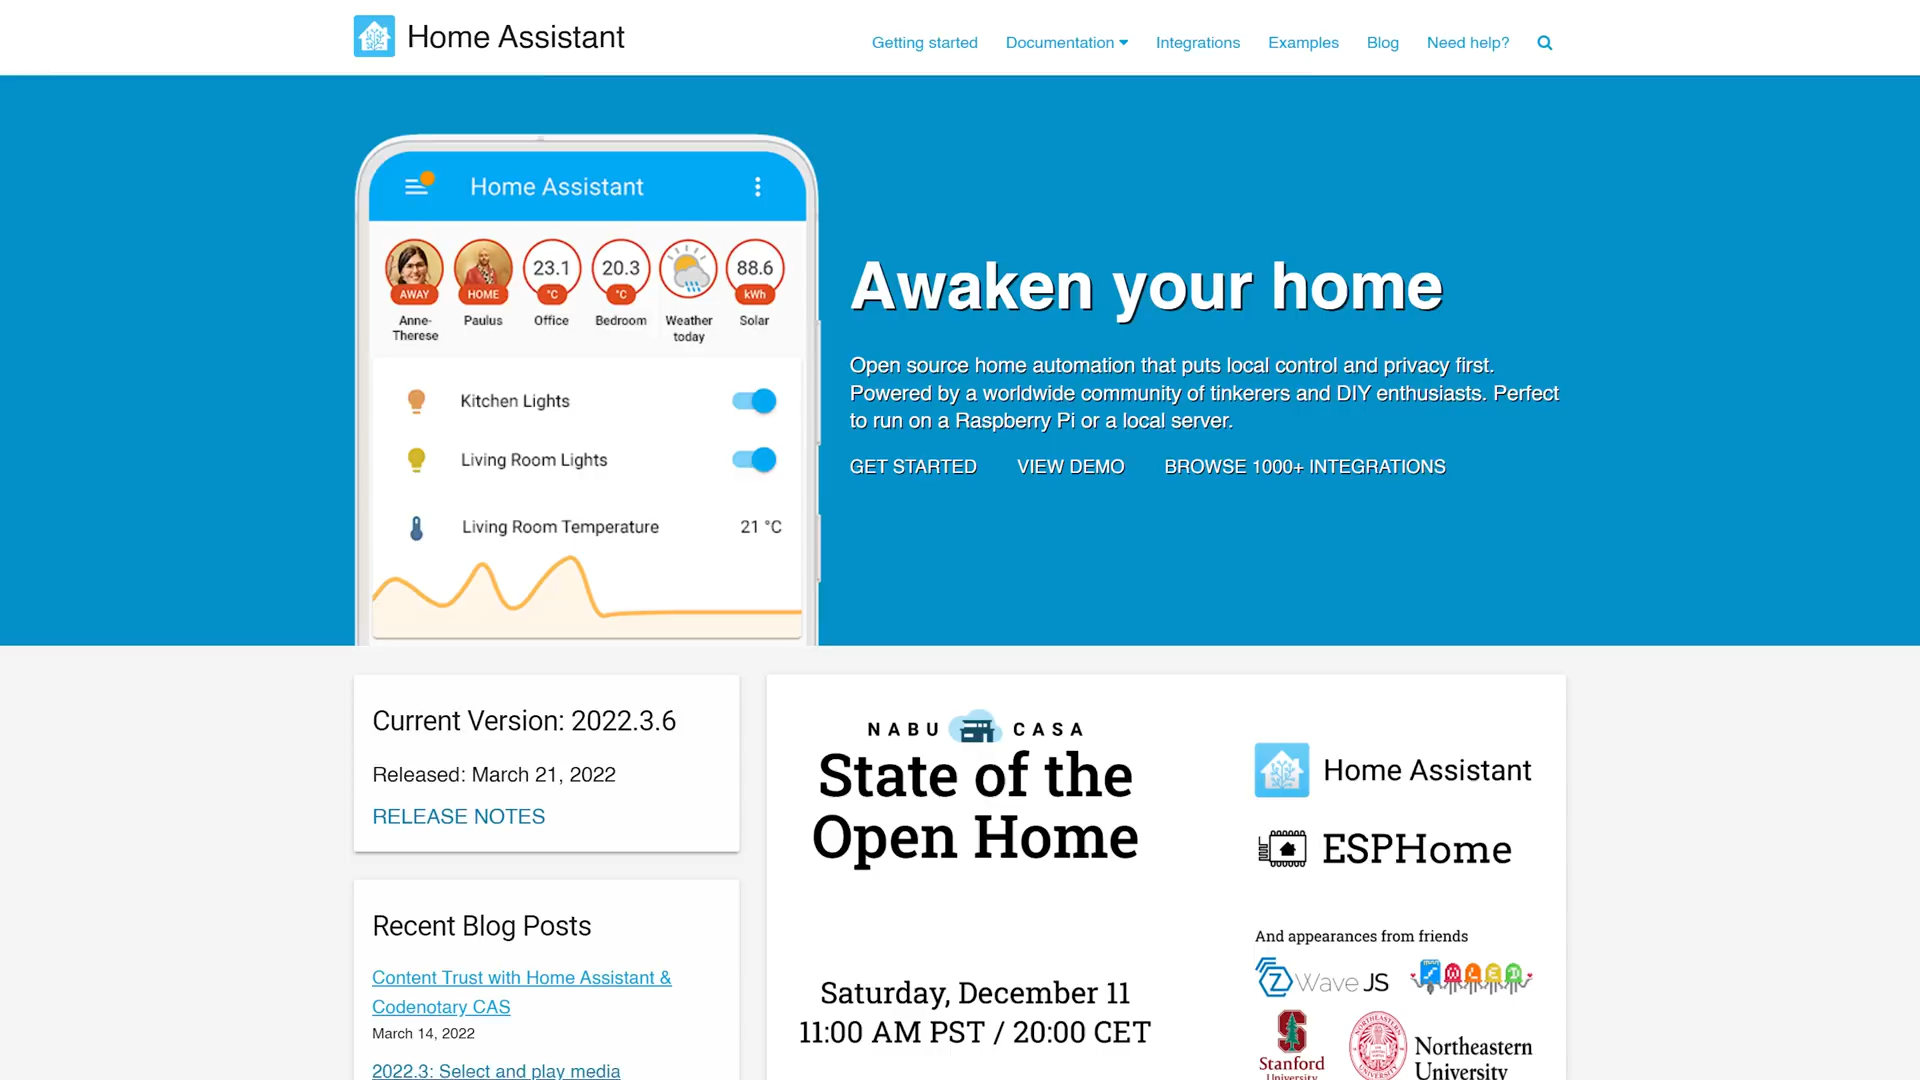 Home Assistant
Getting started
Documentation
Integrations
Examples
Blog
Need help?
Home Assistant
AWAY
HOME
23.1
°C
20.3
°C
88.6
kWh
Anne-
Therese
Paulus
Office
Bedroom
Weather
today
Solar
Kitchen Lights
Living Room Lights
Living Room Temperature
21 °C
Awaken your home
Open source home automation that puts local control and privacy first.
Powered by a worldwide community of tinkerers and DIY enthusiasts. Perfect
to run on a Raspberry Pi or a local server.
GET STARTED
VIEW DEMO
BROWSE 1000+ INTEGRATIONS
Current Version: 2022.3.6
Released: March 21, 2022
RELEASE NOTES
Recent Blog Posts
Content Trust with Home Assistant &
Codenotary CAS
March 14, 2022
2022.3: Select and play media
NABU CASA
State of the
Open Home
Saturday, December 11
11:00 AM PST / 20:00 CET
Home Assistant
ESPHome
And appearances from friends
Z Wave JS
WLED
Stanford
University
Northeastern
University